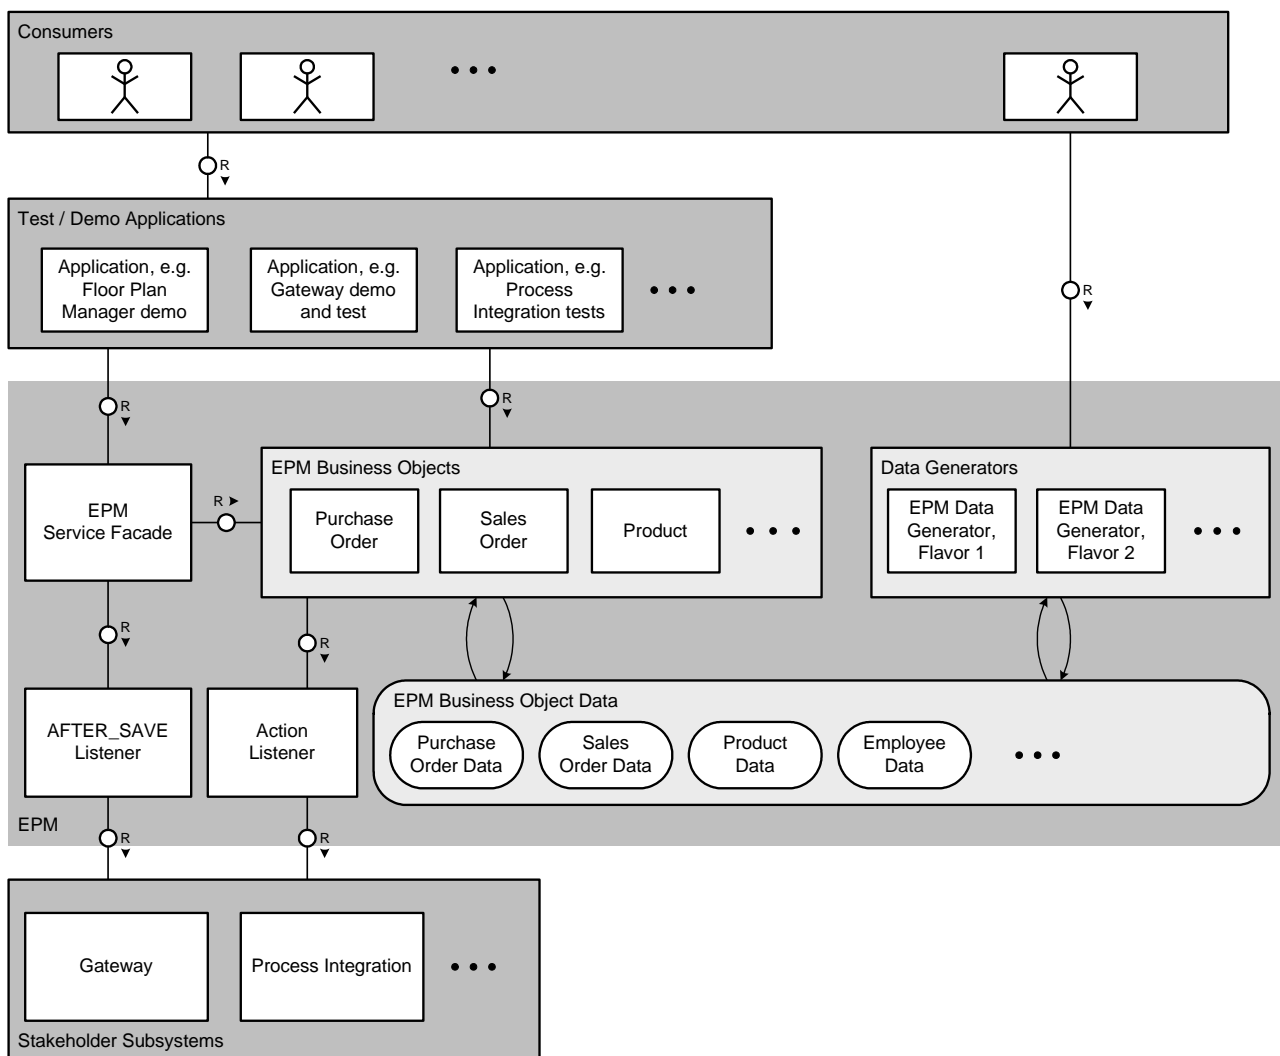 Consumers
R
Test / Demo Applications
Application, e.g.
Floor Plan
Manager demo
Application, e.g.
Gateway demo
and test
Application, e.g.
Process
Integration tests
R
R
R
EPM
Service Facade
R
EPM Business Objects
Purchase
Order
Sales
Order
Product
Data Generators
EPM Data
Generator,
Flavor 1
EPM Data
Generator,
Flavor 2
R
R
AFTER_SAVE
Listener
Action
Listener
EPM Business Object Data
Purchase
Order Data
Sales
Order Data
Product
Data
Employee
Data
EPM
R
R
Gateway
Process Integration
Stakeholder Subsystems